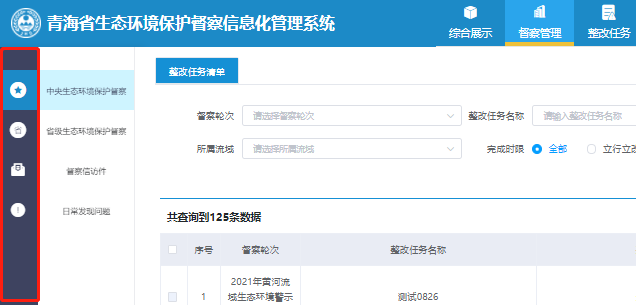 青海省生态环境保护督察信息化管理系统
综合展示 督察管理 整改任务
中央生态环境保护督察
省级生态环境保护督察
督察信访件
日常发现问题
整改任务清单
督察轮次 请选择督察轮次 整改任务名称 请输入整改任务名称
所属流域 请选择所属流域 完成时限 全部 立行立改
共查询到125条数据
序号 督察轮次 整改任务名称
1 2021年黄河流
域生态环境警示 测试0826